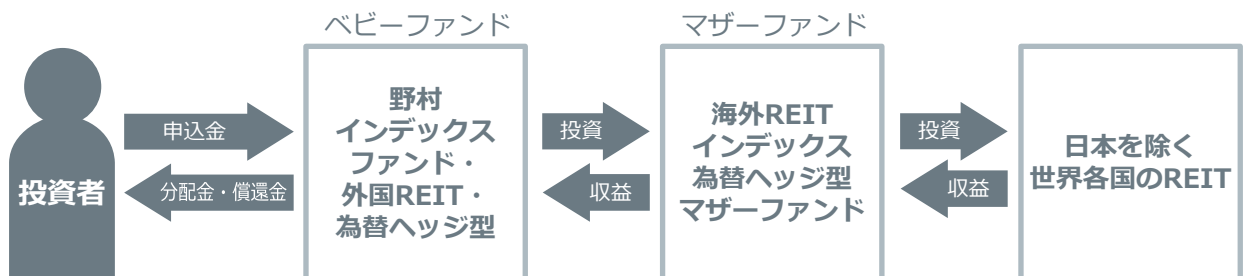 ベビーファンド
マザーファンド
投資者
申込金
分配金・償還金
野村
インデックス
ファンド・
外国REIT・
為替ヘッジ型
投資
収益
海外REIT
インデックス
為替ヘッジ型
マザーファンド
投資
収益
日本を除く
世界各国のREIT